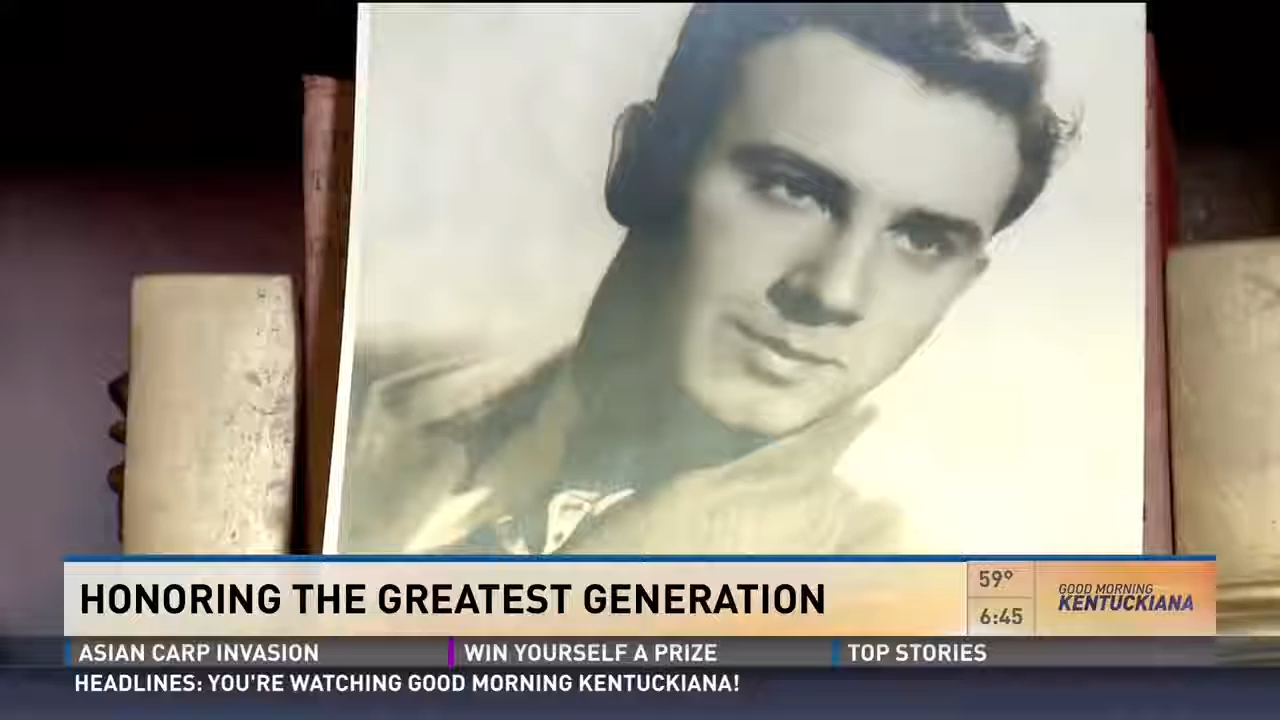 HONORING THE GREATEST GENERATION
59°
6:45
GOOD MORNING
KENTUCKIANA
ASIAN CARP INVASION
WIN YOURSELF A PRIZE
TOP STORIES
HEADLINES: YOU'RE WATCHING GOOD MORNING KENTUCKIANA!